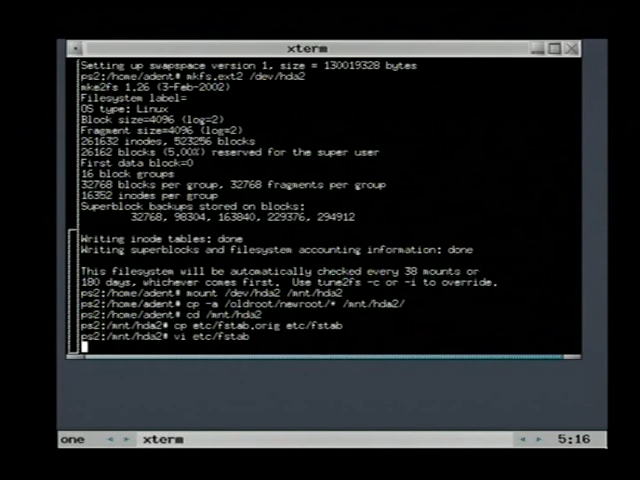 xterm
Setting up swapspace version 1, size = 130019328 bytes
ps2:/home/adent# mkfs.ext2 /dev/hda2
mke2fs 1.26 (3-Feb-2002)
Filesystem label=
OS type: Linux
Block size=4096 (log=2)
Fragment size=4096 (log=2)
261632 inodes, 523256 blocks
26162 blocks (5.00%) reserved for the super user
First data block=0
16 block groups
32768 blocks per group, 32768 fragments per group
16352 inodes per group
Superblock backups stored on blocks:
32768, 98304, 163840, 229376, 294912
Writing inode tables: done
Writing superblocks and filesystem accounting information: done
This filesystem will be automatically checked every 38 mounts or
180 days, whichever comes first.  Use tune2fs -c or -i to override.
ps2:/home/adent# mount /dev/hda2 /mnt/hda2
ps2:/home/adent# cp -a /oldroot/newroot/* /mnt/hda2/
ps2:/home/adent# cd /mnt/hda2
ps2:/mnt/hda2# cp etc/fstab.orig etc/fstab
ps2:/mnt/hda2# vi etc/fstab
one xterm 5:16